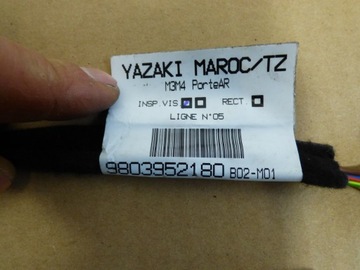 YAZAKI MAROC/TZ
M3M4 PorteAR
INSP VIS RECT
LIGNE N°05
9803952180 B02-M01